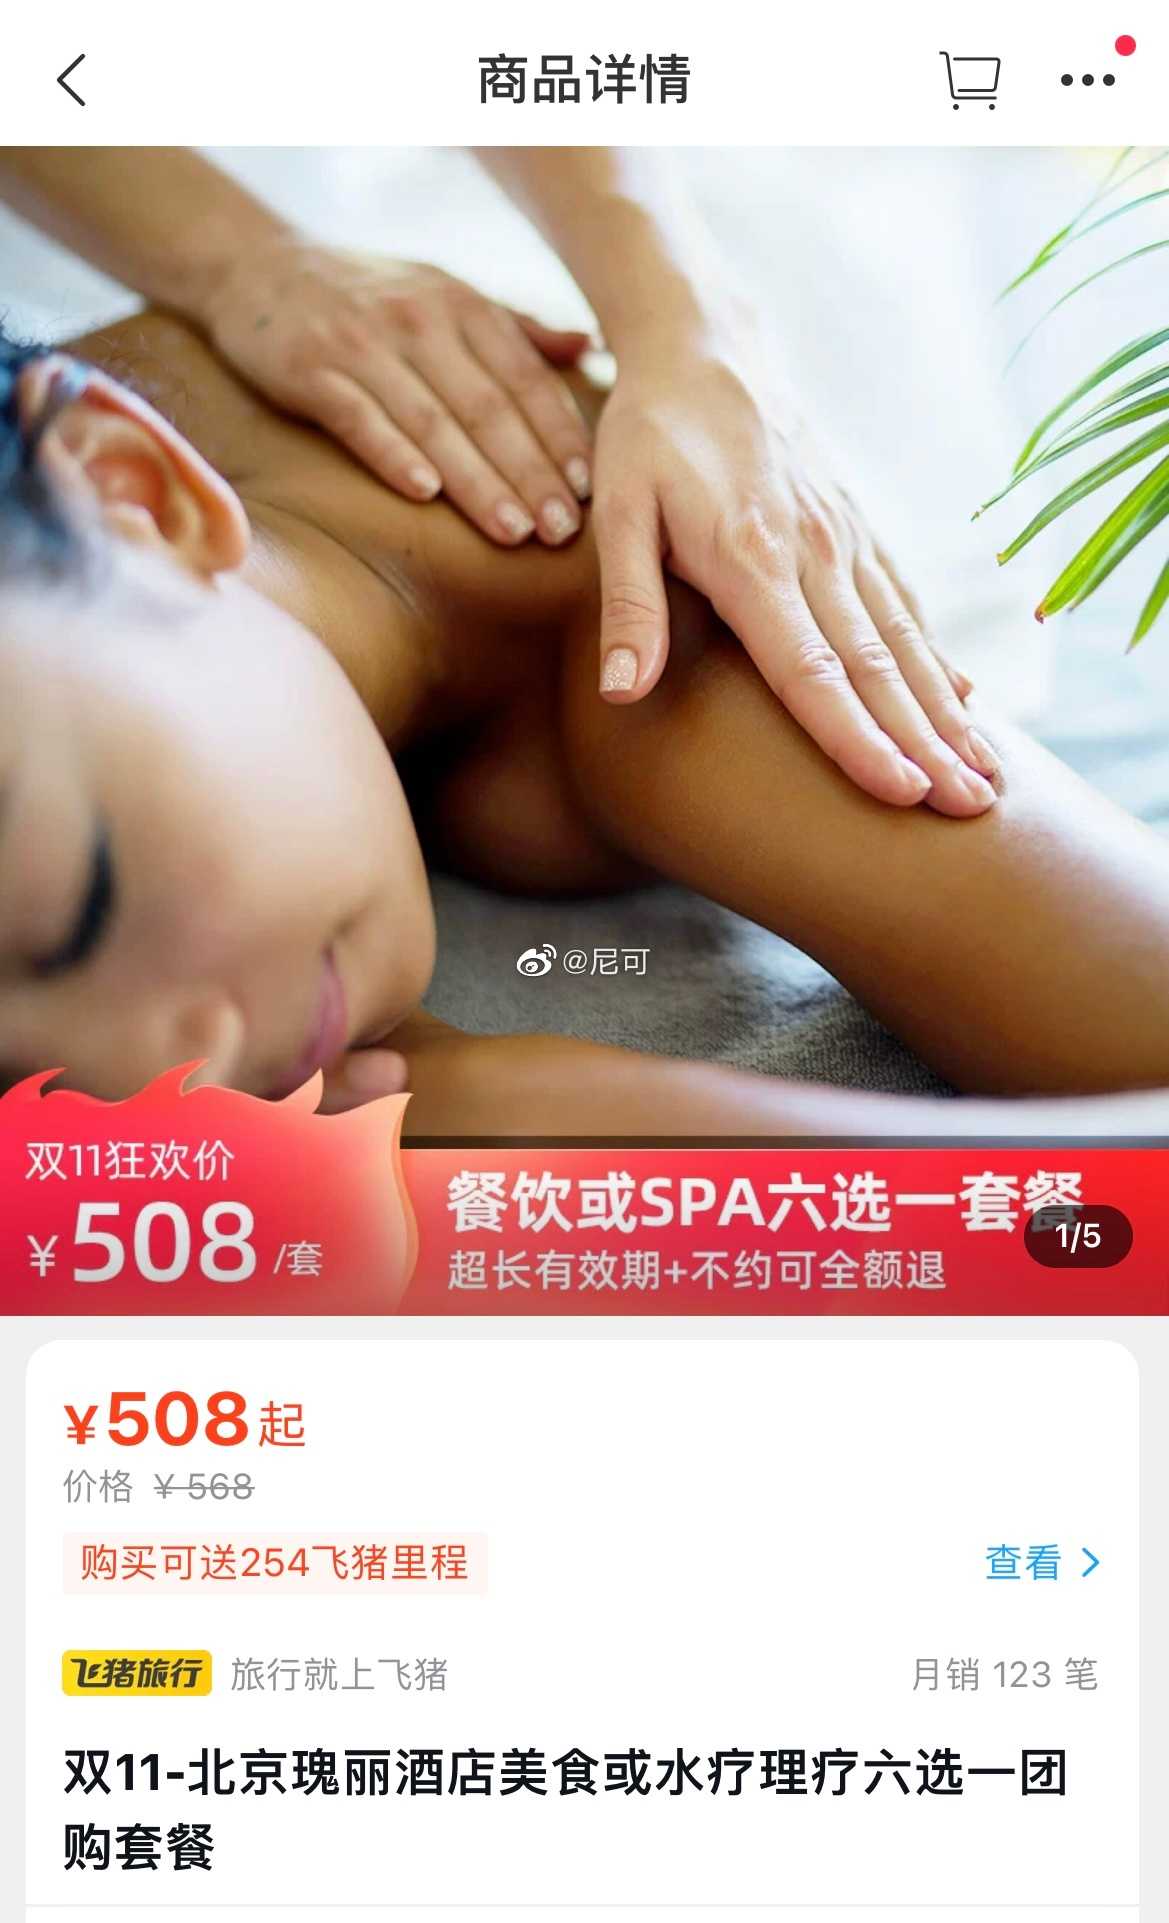 商品详情
@尼可
双11狂欢价
¥508/套
餐饮或SPA六选一套餐
超长有效期+不约可全额退
1/5
¥508起
价格 ¥568
购买可送254飞猪里程
查看
飞猪旅行 旅行就上飞猪
月销 123 笔
双11-北京瑰丽酒店美食或水疗理疗六选一团
购套餐